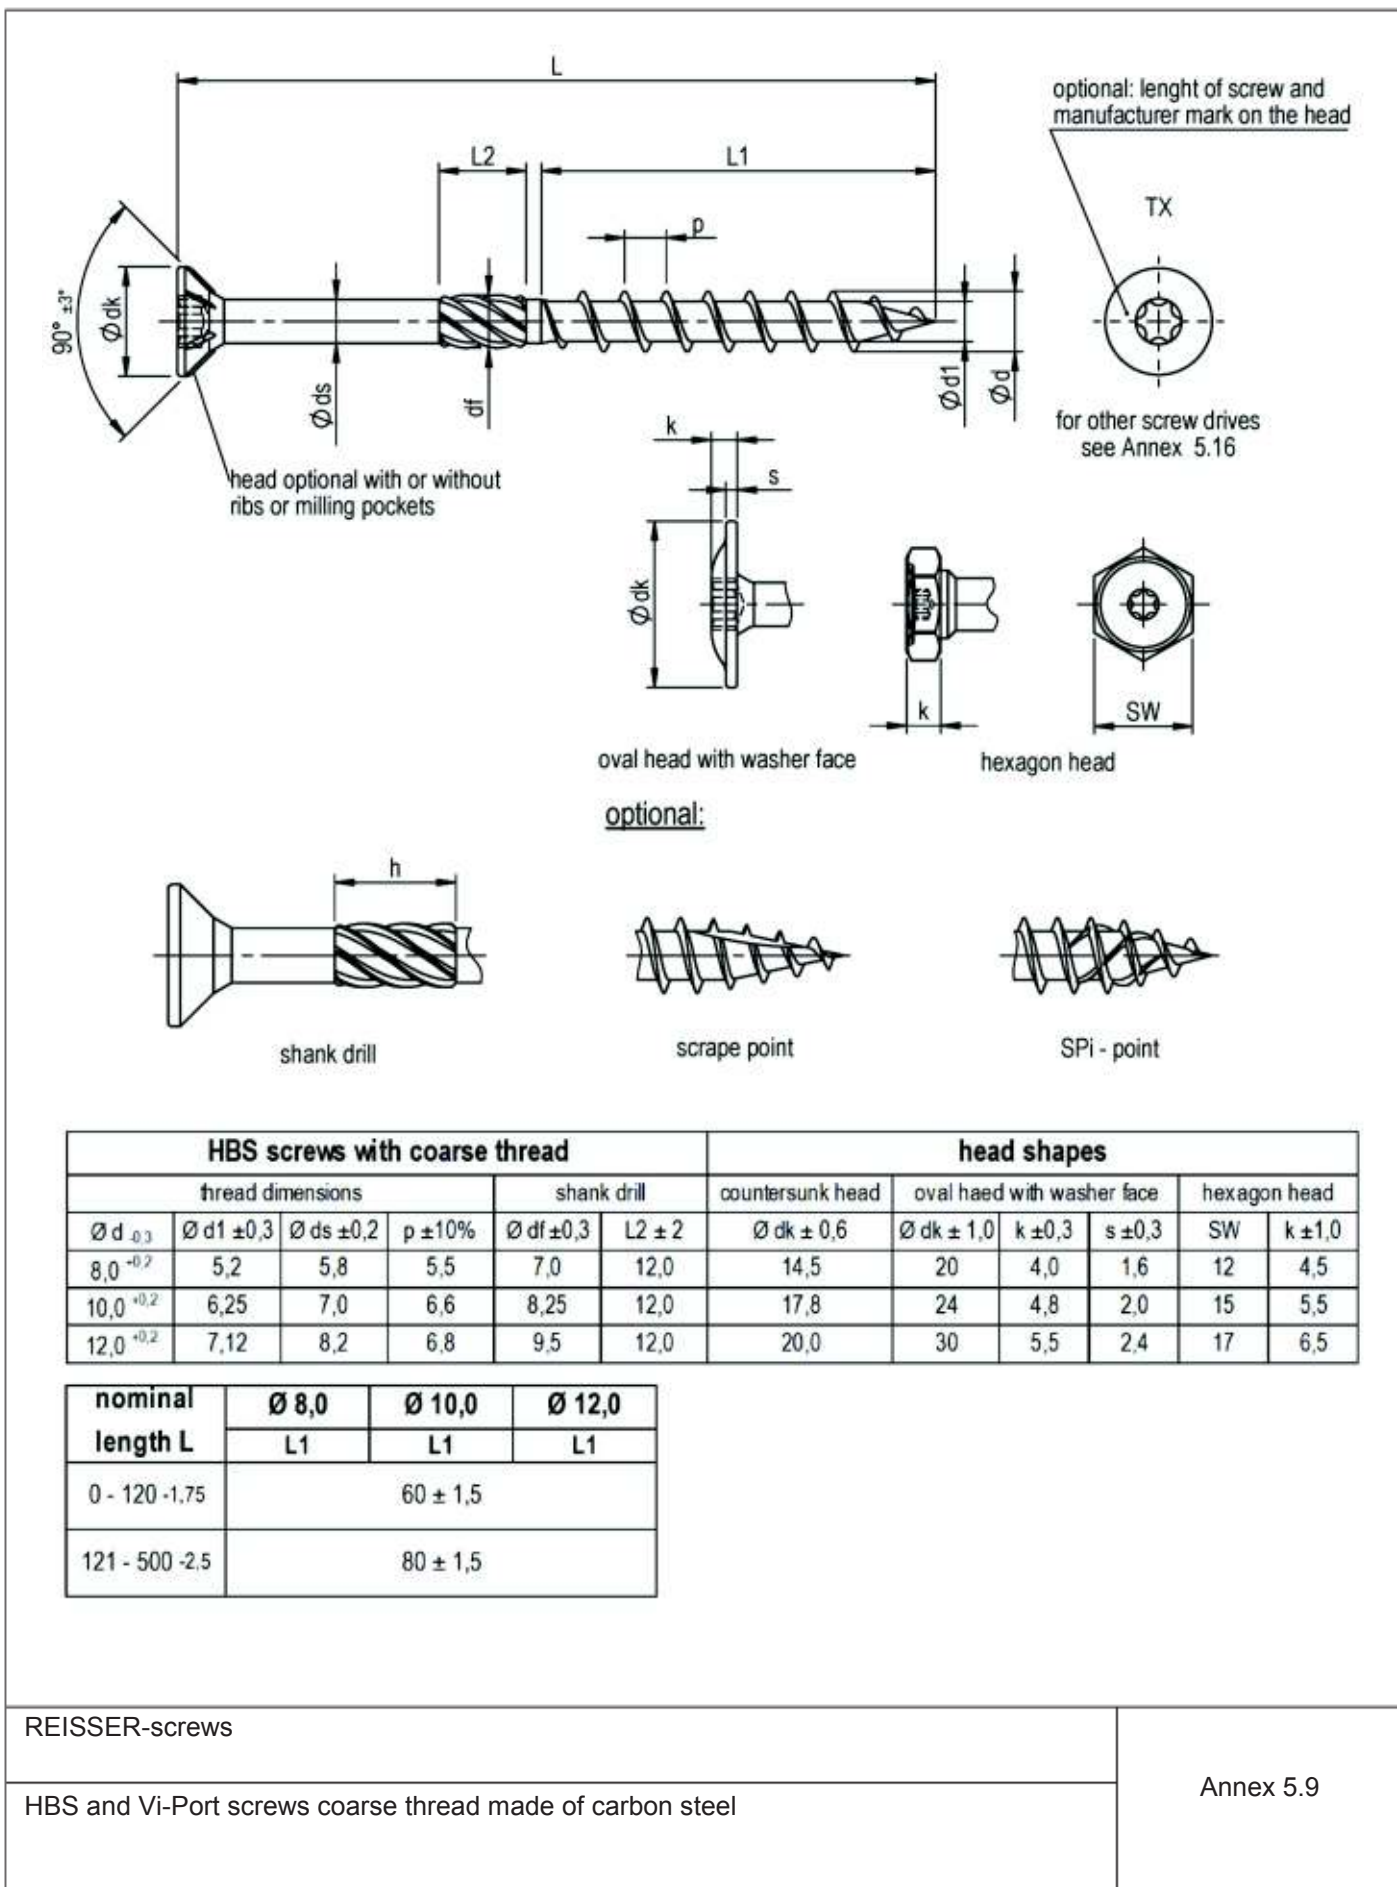 L
optional: lenght of screw and
manufacturer mark on the head
L2
L1
TX
p
90° ±3°
Ø dk
Ø ds
df
Ø d1
Ø d
for other screw drives
see Annex 5.16
head optional with or without
ribs or milling pockets
k
s
Ø dk
k
SW
oval head with washer face
hexagon head
optional:
h
shank drill
scrape point
SPi - point
HBS screws with coarse thread head shapes
thread dimensions shank drill countersunk head oval haed with washer face hexagon head
Ø d -0,3 Ø d1 ±0,3 Ø ds ±0,2 p ±10% Ø df ±0,3 L2 ± 2 Ø dk ± 0,6 Ø dk ± 1,0 k ±0,3 s ±0,3 SW k ±1,0
8,0 +0,2 5,2 5,8 5,5 7,0 12,0 14,5 20 4,0 1,6 12 4,5
10,0 +0,2 6,25 7,0 6,6 8,25 12,0 17,8 24 4,8 2,0 15 5,5
12,0 +0,2 7,12 8,2 6,8 9,5 12,0 20,0 30 5,5 2,4 17 6,5
nominal Ø 8,0 Ø 10,0 Ø 12,0
length L L1 L1 L1
0 - 120 -1,75 60 ± 1,5
121 - 500 -2,5 80 ± 1,5
REISSER-screws
HBS and Vi-Port screws coarse thread made of carbon steel
Annex 5.9